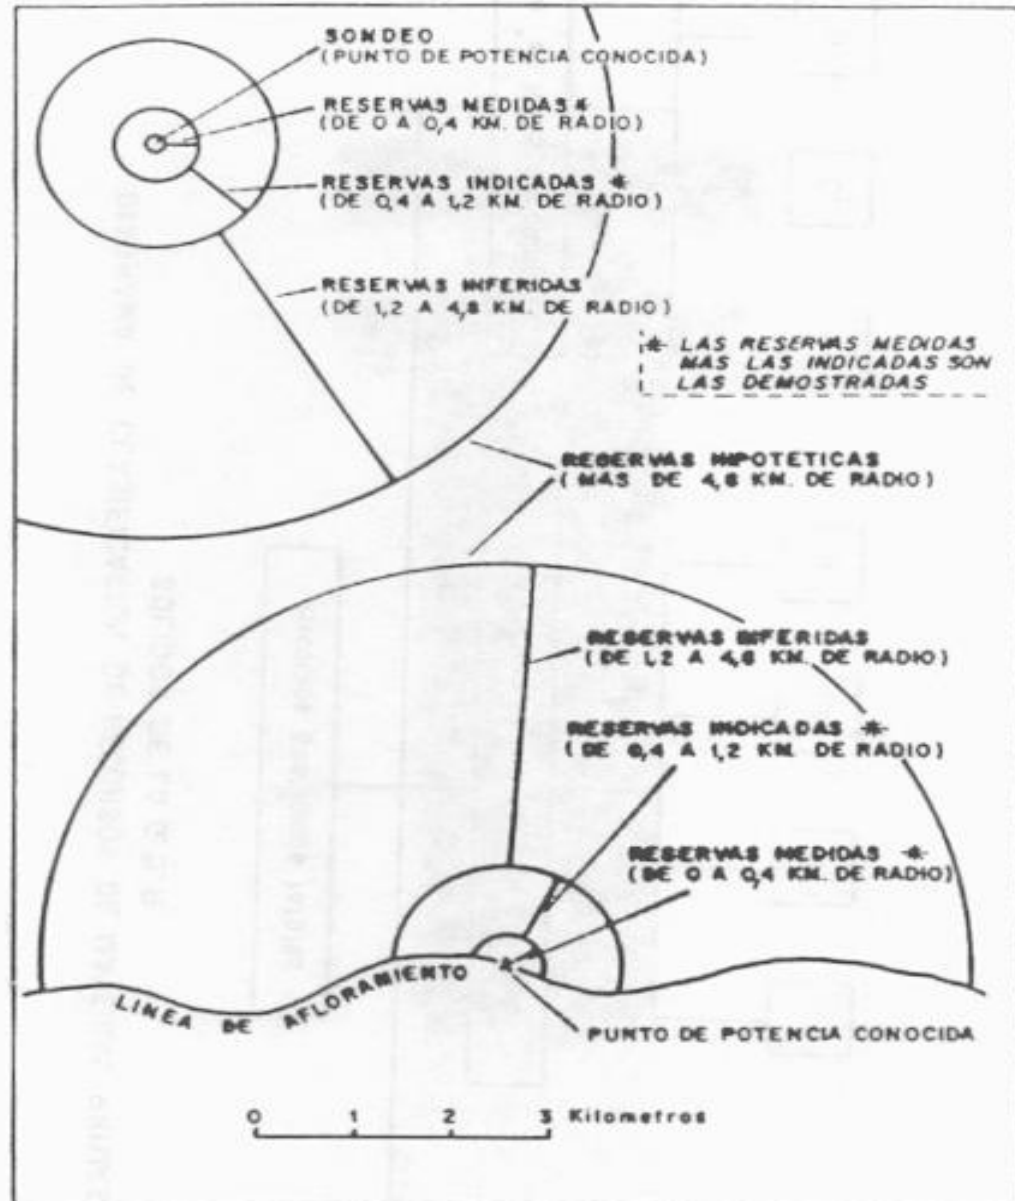 SONDEO
(PUNTO DE POTENCIA CONOCIDA)
RESERVAS MEDIDAS *
(DE 0 A 0,4 KM. DE RADIO)
RESERVAS INDICADAS *
(DE 0,4 A 1,2 KM. DE RADIO)
RESERVAS INFERIDAS
(DE 1,2 A 4,8 KM. DE RADIO)
* LAS RESERVAS MEDIDAS
MAS LAS INDICADAS SON
LAS DEMOSTRADAS
RESERVAS HIPOTETICAS
(MAS DE 4,8 KM. DE RADIO)
RESERVAS INFERIDAS
(DE 1,2 A 4,8 KM. DE RADIO)
RESERVAS INDICADAS *
(DE 0,4 A 1,2 KM. DE RADIO)
RESERVAS MEDIDAS *
(DE 0 A 0,4 KM. DE RADIO)
LINEA DE AFLORAMIENTO
PUNTO DE POTENCIA CONOCIDA
0 1 2 3 Kilometros